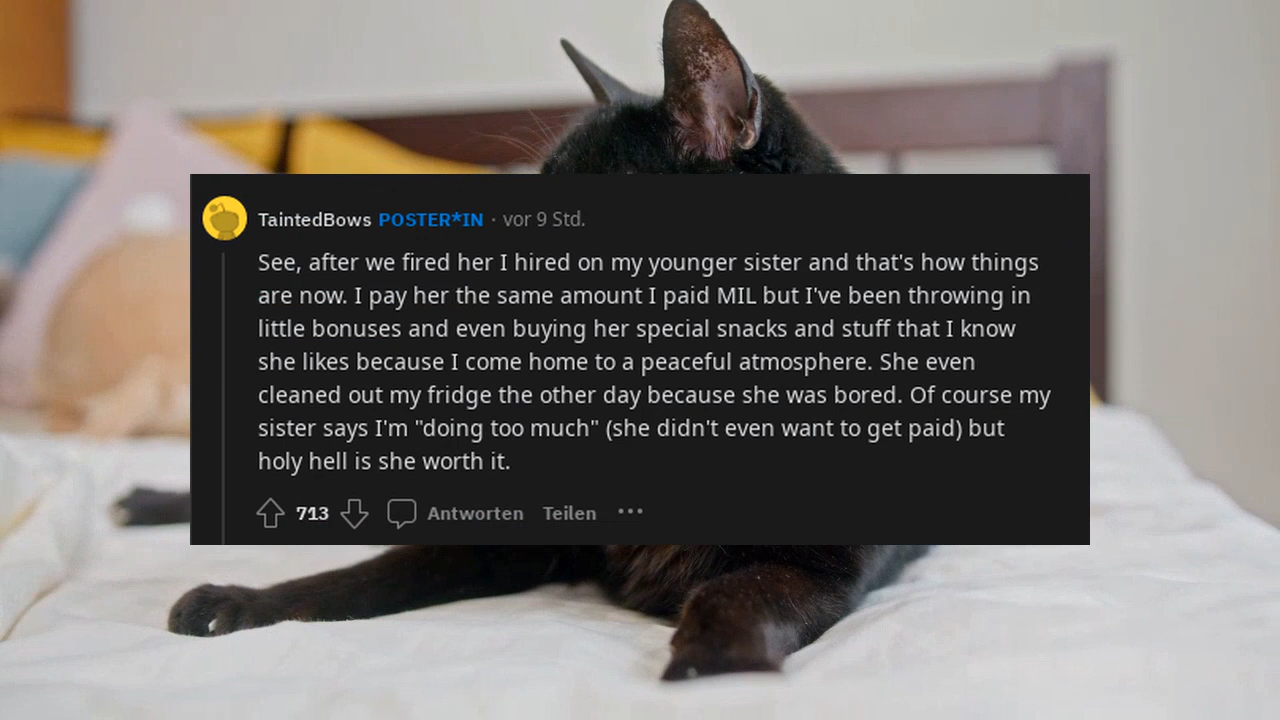 TaintedBows POSTER*IN · vor 9 Std.
See, after we fired her I hired on my younger sister and that's how things
are now. I pay her the same amount I paid MIL but I've been throwing in
little bonuses and even buying her special snacks and stuff that I know
she likes because I come home to a peaceful atmosphere. She even
cleaned out my fridge the other day because she was bored. Of course my
sister says I'm "doing too much" (she didn't even want to get paid) but
holy hell is she worth it.
713 Antworten Teilen ···